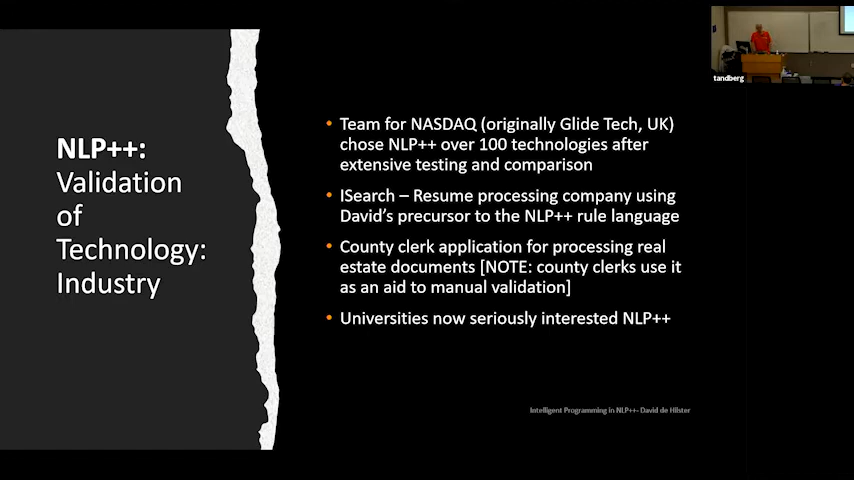 NLP++:
Validation
of
Technology:
Industry
• Team for NASDAQ (originally Glide Tech, UK)
chose NLP++ over 100 technologies after
extensive testing and comparison
• ISearch – Resume processing company using
David's precursor to the NLP++ rule language
• County clerk application for processing real
estate documents [NOTE: county clerks use it
as an aid to manual validation]
• Universities now seriously interested NLP++
Intelligent Programming in NLP++- David de Hilster
tandberg